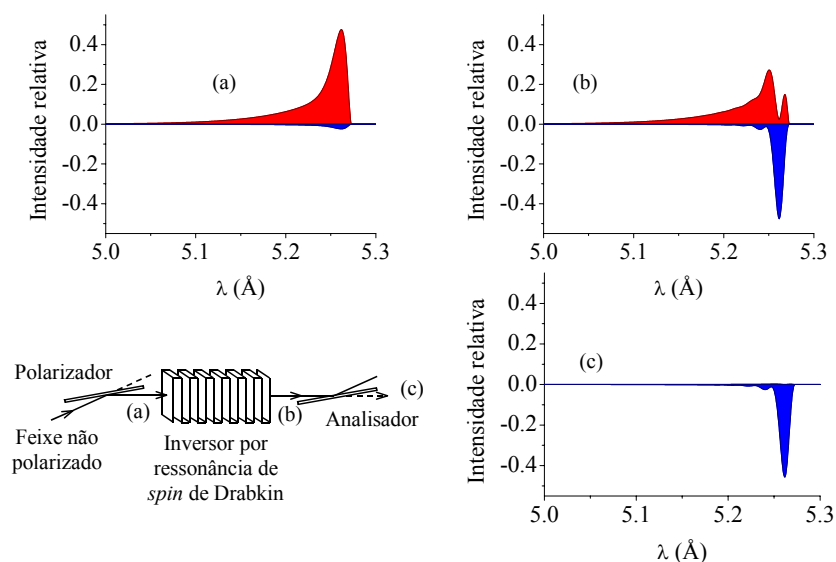 Intensidade relativa
0.4
0.2
0.0
-0.2
-0.4
(a)
5.0
5.1
5.2
5.3
λ (Å)
Intensidade relativa
0.4
0.2
0.0
-0.2
-0.4
(b)
5.0
5.1
5.2
5.3
λ (Å)
Polarizador
(a)
Feixe não
polarizado
Inversor por
ressonância de
spin de Drabkin
(b)
Analisador
(c)
Intensidade relativa
0.4
0.2
0.0
-0.2
-0.4
(c)
5.0
5.1
5.2
5.3
λ (Å)